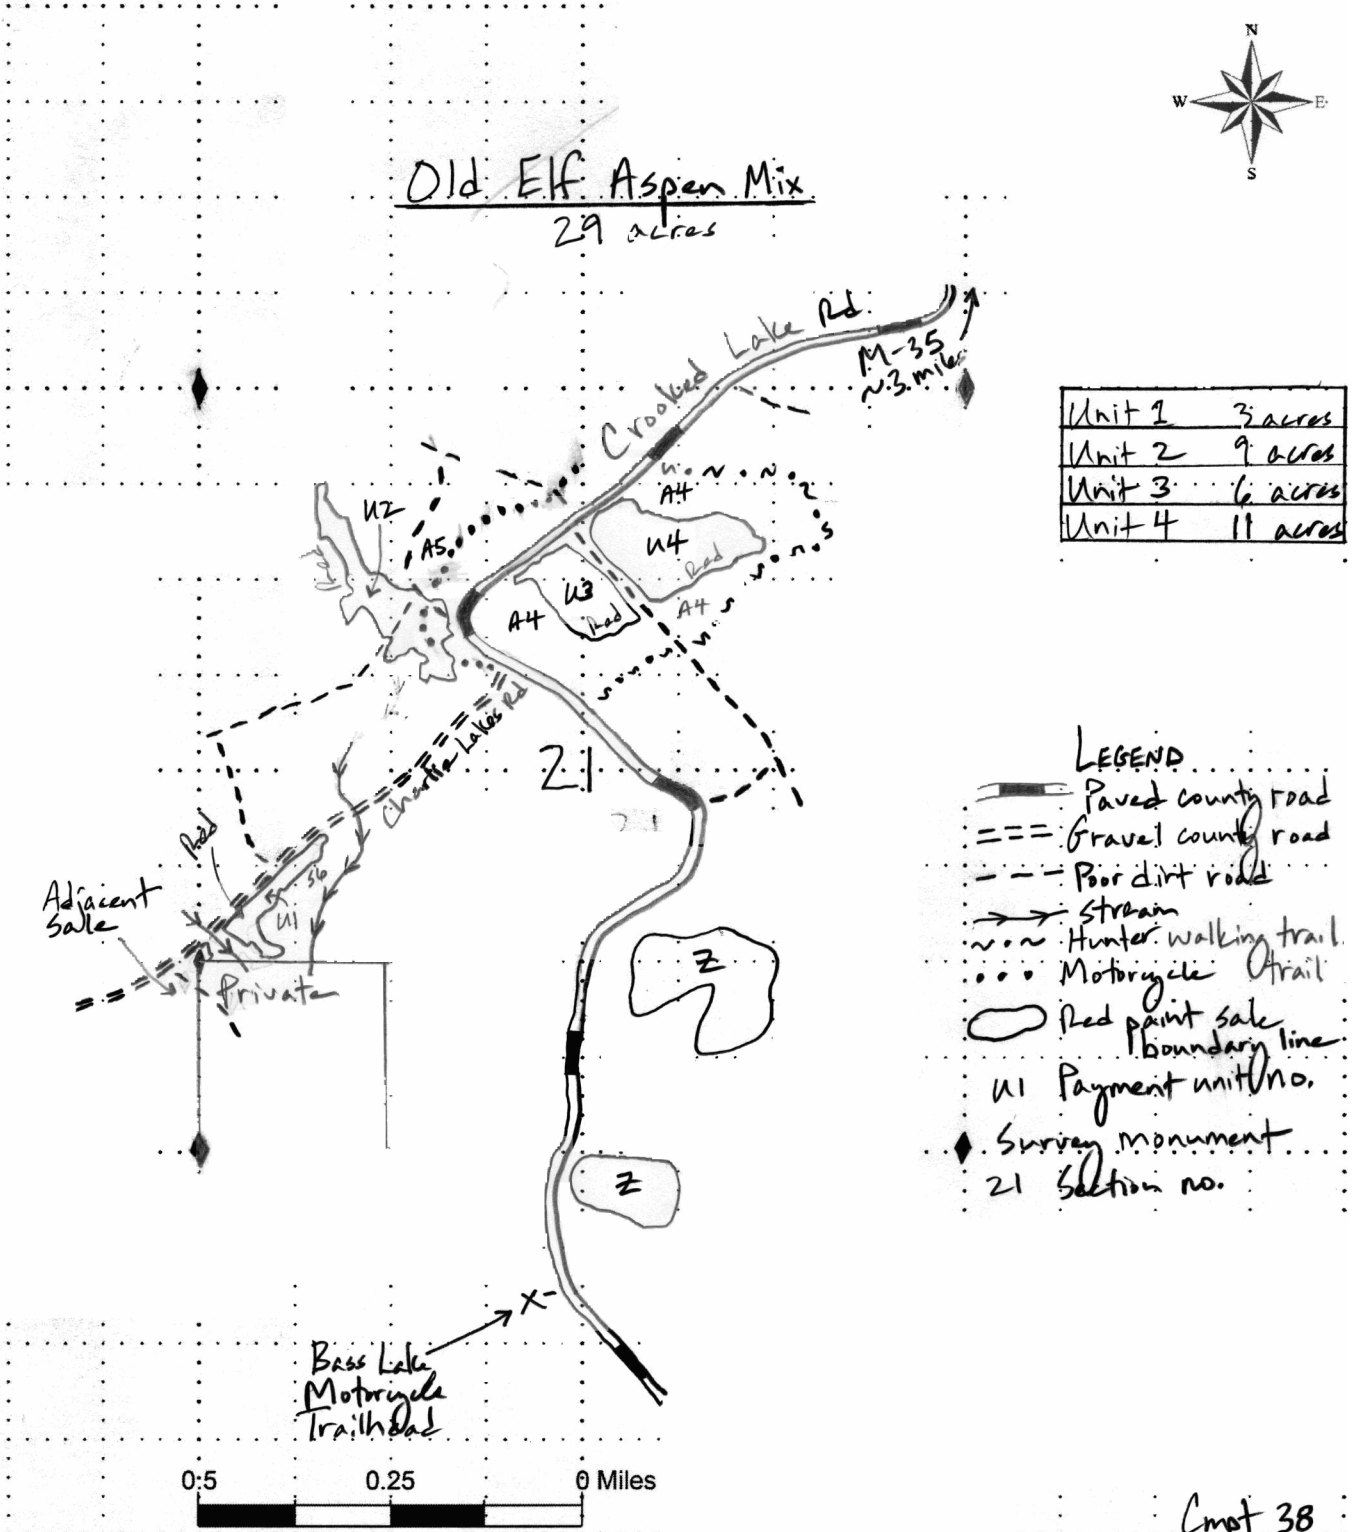 N
W E
S
Old Elf Aspen Mix
29 acres
Crooked Lake Rd.
M-35
~3 miles
Unit 1 3 acres
Unit 2 9 acres
Unit 3 6 acres
Unit 4 11 acres
U2
A5
A4
U4
Red
U3
Red
A4
A4
Red
Charlie Lakes Rd
21
21
Red
S6
U1
Adjacent
Sale
Private
Z
Z
LEGEND
Paved county road
Gravel county road
Poor dirt road
stream
Hunter walking trail
Motorcycle trail
Red paint sale
boundary line
U1 Payment unit no.
Survey monument
21 Section no.
X
Bass Lake
Motorcycle
Trailhead
0.5 0.25 0 Miles
Cmpt 38